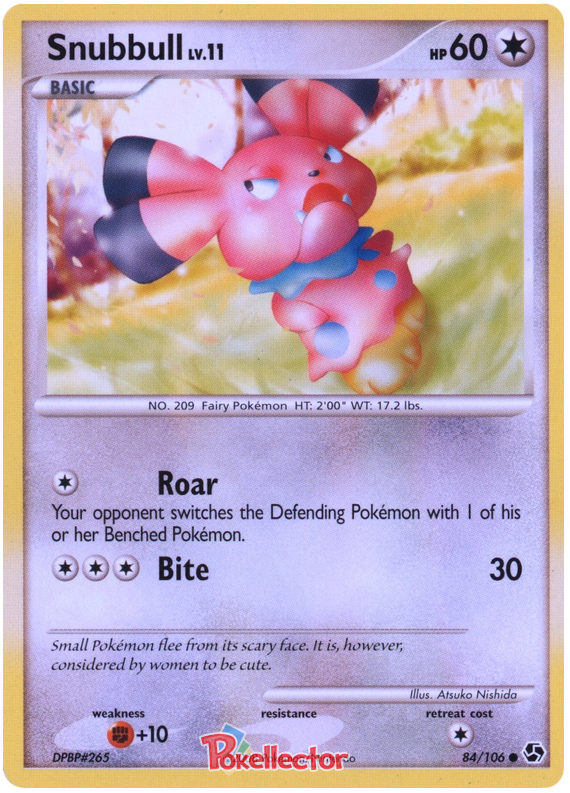 Snubbull LV.11
HP 60
BASIC
NO. 209 Fairy Pokémon HT: 2'00" WT: 17.2 lbs.
Roar
Your opponent switches the Defending Pokémon with 1 of his
or her Benched Pokémon.
Bite 30
Small Pokémon flee from its scary face. It is, however,
considered by women to be cute.
Illus. Atsuko Nishida
weakness resistance retreat cost
+10
DPBP#265 Pokellector 84/106